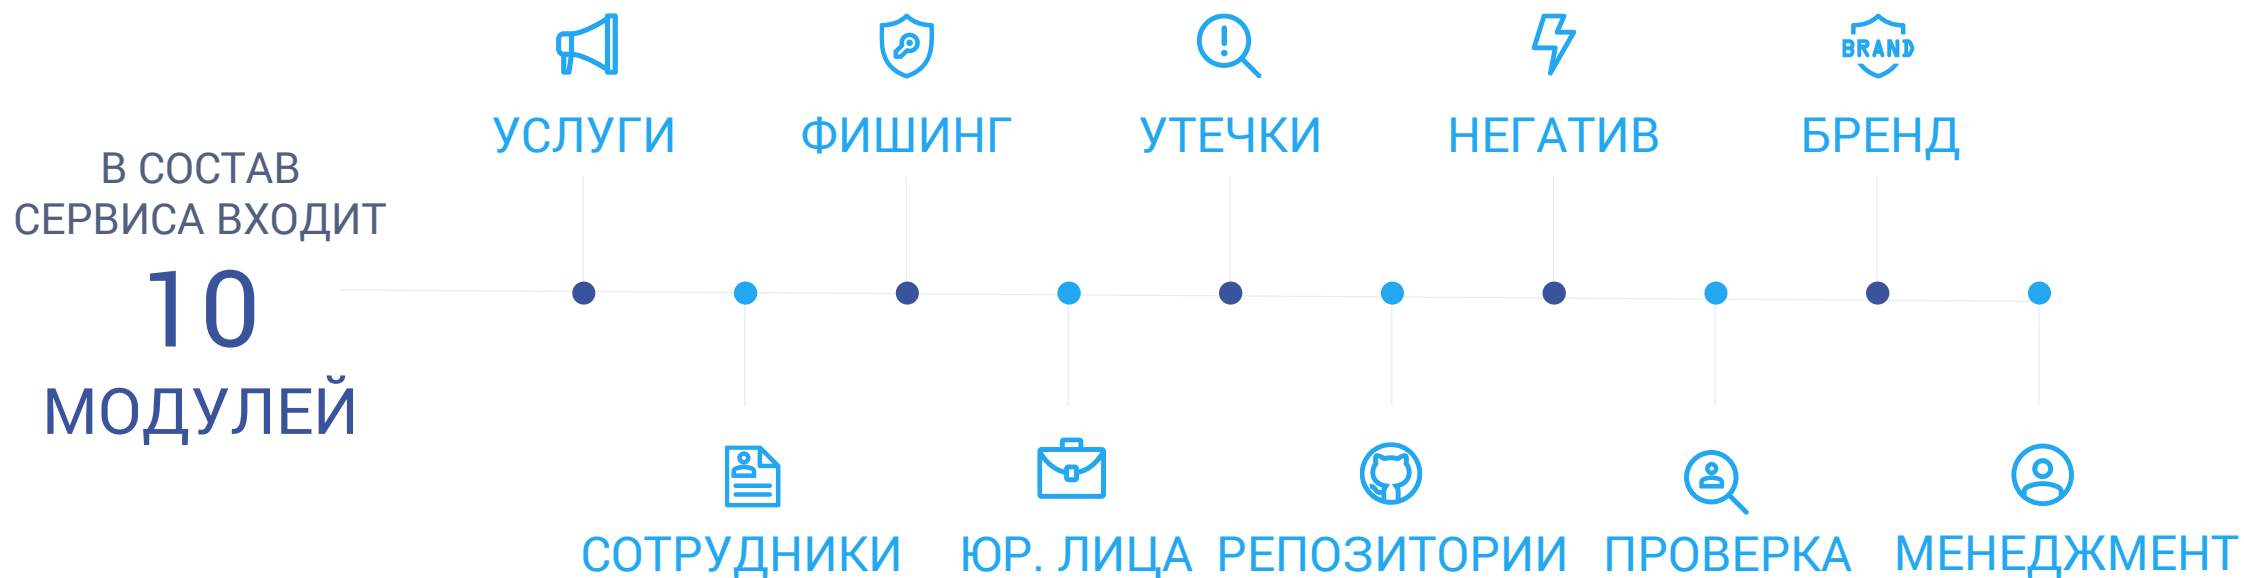 В СОСТАВ
СЕРВИСА ВХОДИТ
10
МОДУЛЕЙ
УСЛУГИ
ФИШИНГ
УТЕЧКИ
НЕГАТИВ
BRAND
БРЕНД
СОТРУДНИКИ
ЮР. ЛИЦА
РЕПОЗИТОРИИ
ПРОВЕРКА
МЕНЕДЖМЕНТ